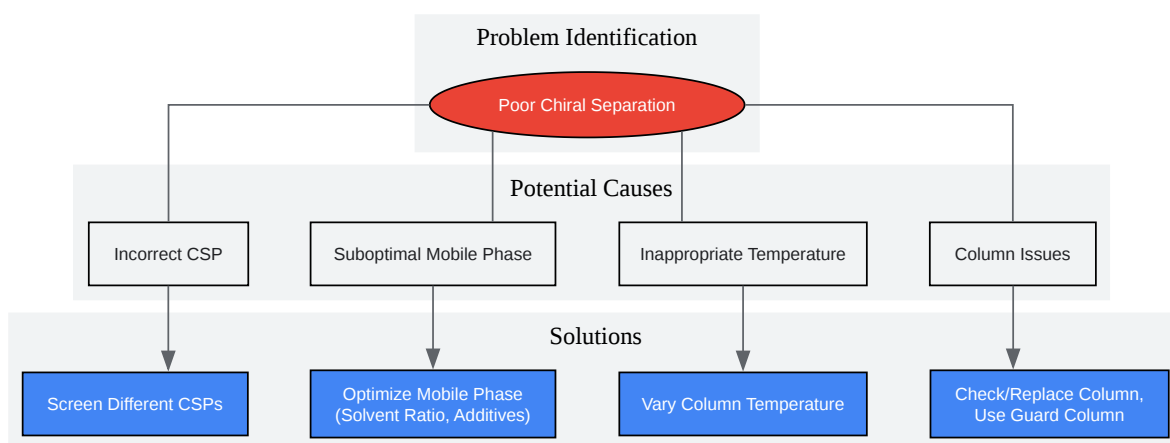 Problem Identification
Poor Chiral Separation
Potential Causes
Incorrect CSP
Suboptimal Mobile Phase
Inappropriate Temperature
Column Issues
Solutions
Screen Different CSPs
Optimize Mobile Phase
(Solvent Ratio, Additives)
Vary Column Temperature
Check/Replace Column,
Use Guard Column